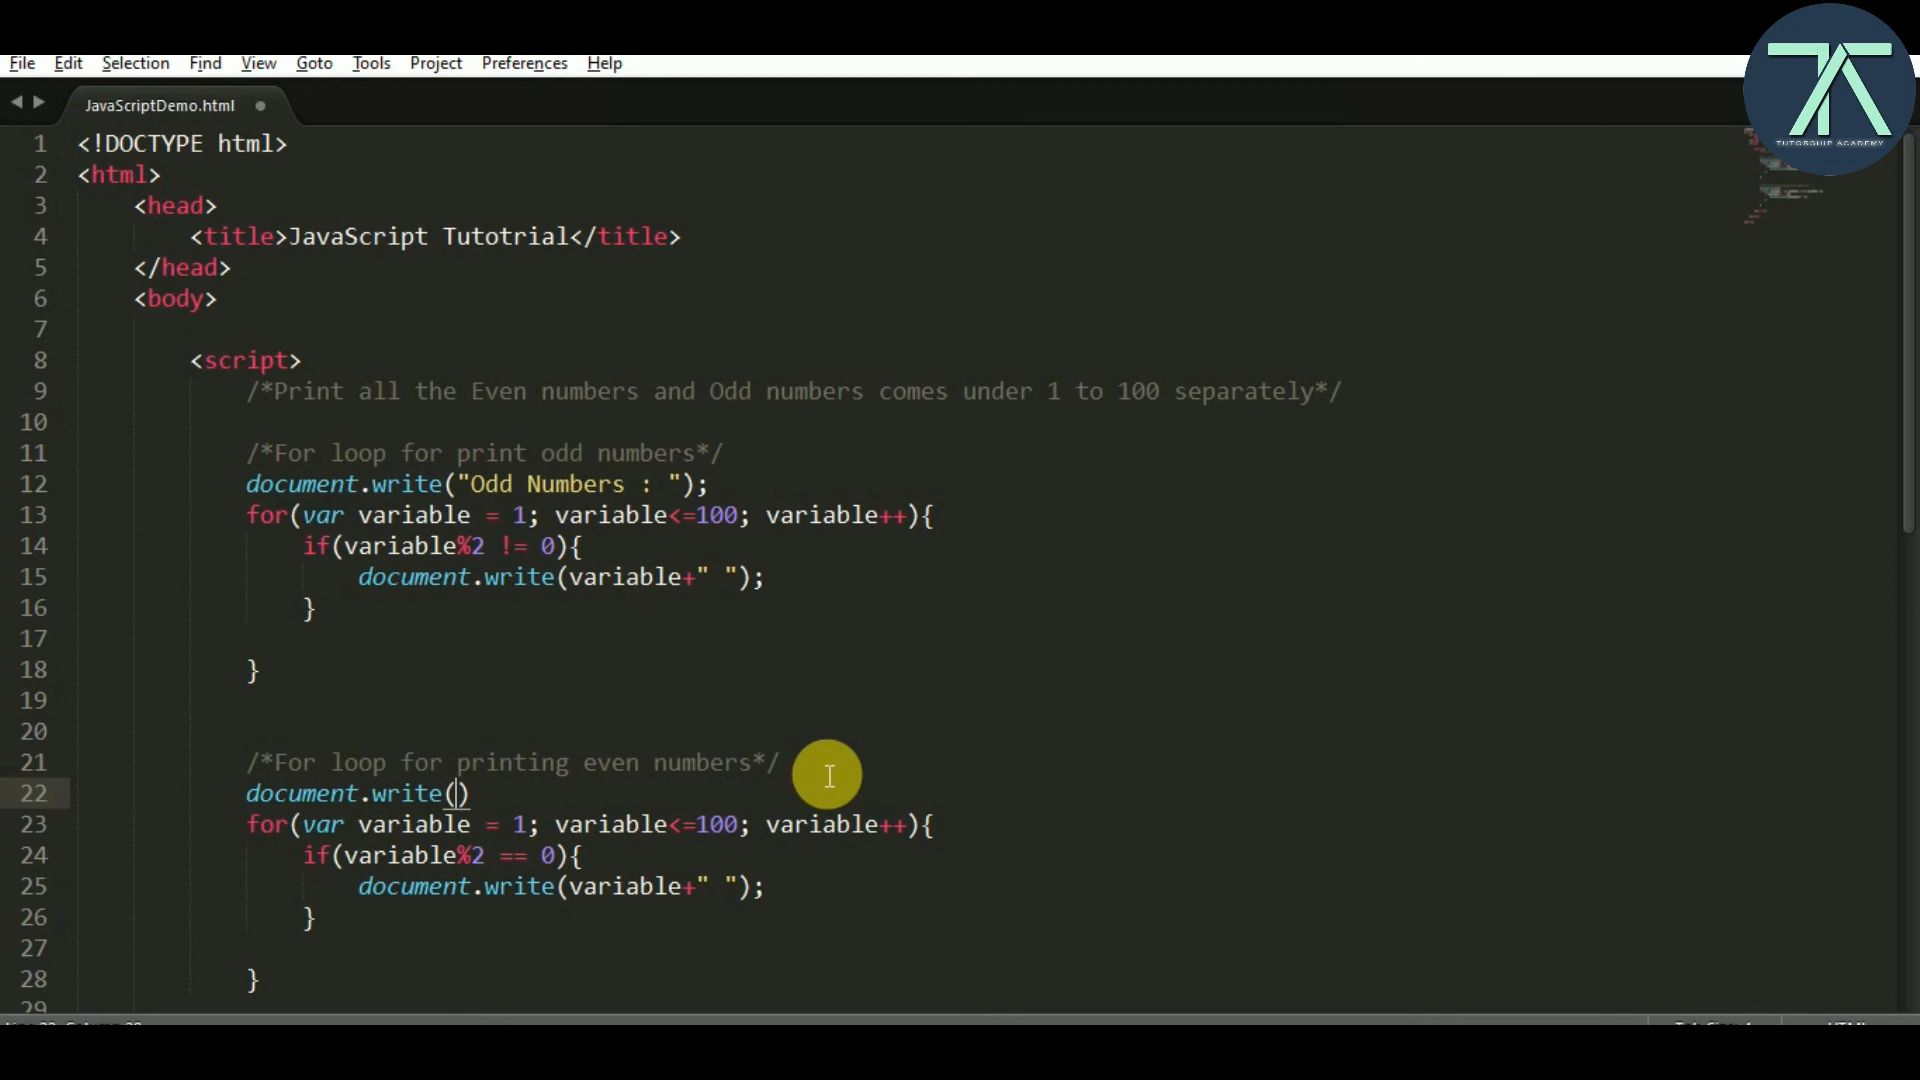 File Edit Selection Find View Goto Tools Project Preferences Help
TUTORSHIP ACADEMY
JavaScriptDemo.html
1 <!DOCTYPE html>
2 <html>
3 <head>
4 <title>JavaScript Tutotrial</title>
5 </head>
6 <body>
7
8 <script>
9 /*Print all the Even numbers and Odd numbers comes under 1 to 100 separately*/
10
11 /*For loop for print odd numbers*/
12 document.write("Odd Numbers : ");
13 for(var variable = 1; variable<=100; variable++){
14 if(variable%2 != 0){
15 document.write(variable+" ");
16 }
17
18 }
19
20
21 /*For loop for printing even numbers*/
22 document.write()
23 for(var variable = 1; variable<=100; variable++){
24 if(variable%2 == 0){
25 document.write(variable+" ");
26 }
27
28 }
29